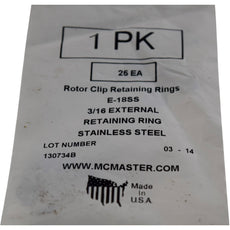 1 PK
25 EA
Rotor Clip Retaining Rings
E-18SS
3/16 EXTERNAL
RETAINING RING
STAINLESS STEEL
LOT NUMBER 03 - 14
130734B
WWW.MCMASTER.COM
Made
in
U.S.A.